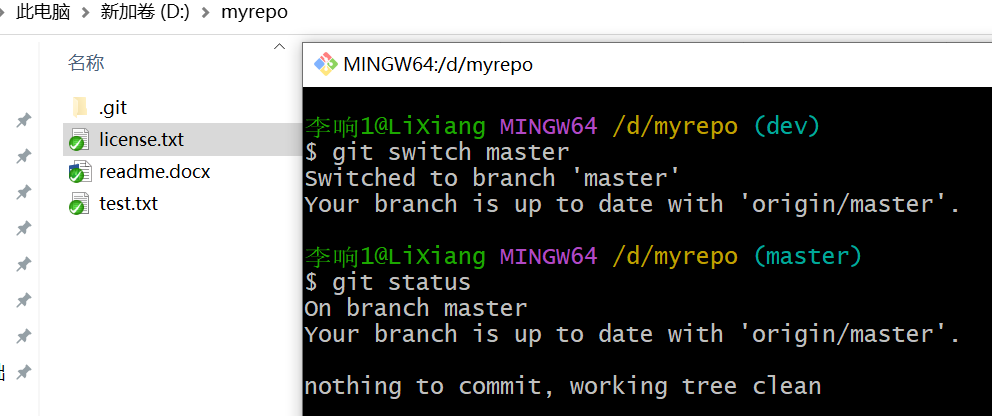 此电脑 > 新加卷 (D:) > myrepo
名称
.git
license.txt
readme.docx
test.txt
MINGW64:/d/myrepo
李响1@LiXiang MINGW64 /d/myrepo (dev)
$ git switch master
Switched to branch 'master'
Your branch is up to date with 'origin/master'.
李响1@LiXiang MINGW64 /d/myrepo (master)
$ git status
On branch master
Your branch is up to date with 'origin/master'.
nothing to commit, working tree clean